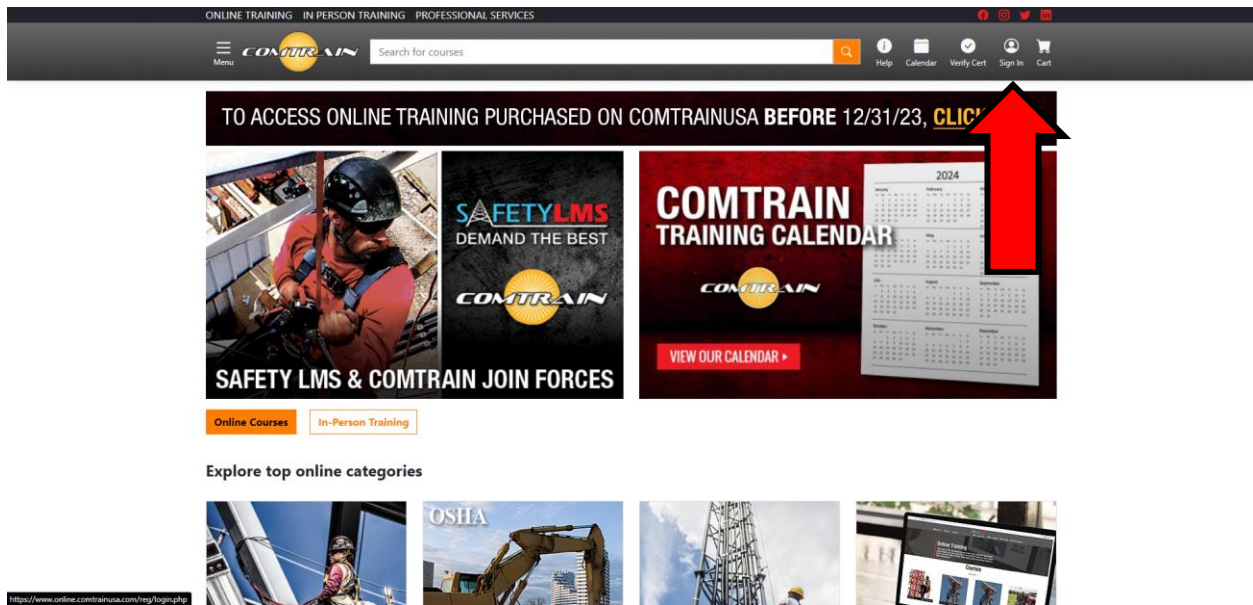 ONLINE TRAINING IN PERSON TRAINING PROFESSIONAL SERVICES
Menu
COMTRAIN
Search for courses
Help Calendar Verify Cert Sign In Cart
TO ACCESS ONLINE TRAINING PURCHASED ON COMTRAINUSA BEFORE 12/31/23,
SAFETYLMS
DEMAND THE BEST
COMTRAIN
SAFETY LMS & COMTRAIN JOIN FORCES
COMTRAIN
TRAINING CALENDAR
COMTRAIN
VIEW OUR CALENDAR
2024
Online Courses In-Person Training
Explore top online categories
OSHA
Online Training
Courses
https://www.online.comtrainusa.com/reg/login.php